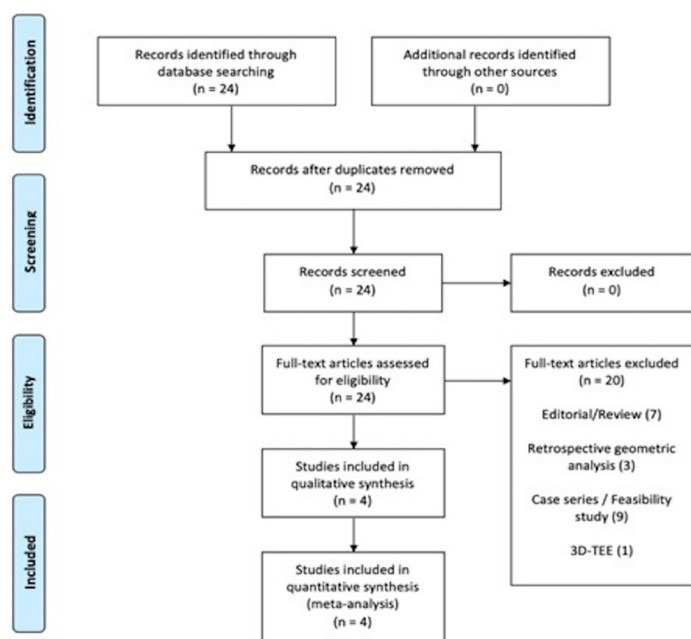 Identification
Records identified through
database searching
(n = 24)
Additional records identified
through other sources
(n = 0)
Records after duplicates removed
(n = 24)
Screening
Records screened
(n = 24)
Records excluded
(n = 0)
Eligibility
Full-text articles assessed
for eligibility
(n = 24)
Full-text articles excluded
(n = 20)
Editorial/Review (7)
Retrospective geometric
analysis (3)
Case series / Feasibility
study (9)
3D-TEE (1)
Studies included in
qualitative synthesis
(n = 4)
Included
Studies included in
quantitative synthesis
(meta-analysis)
(n = 4)